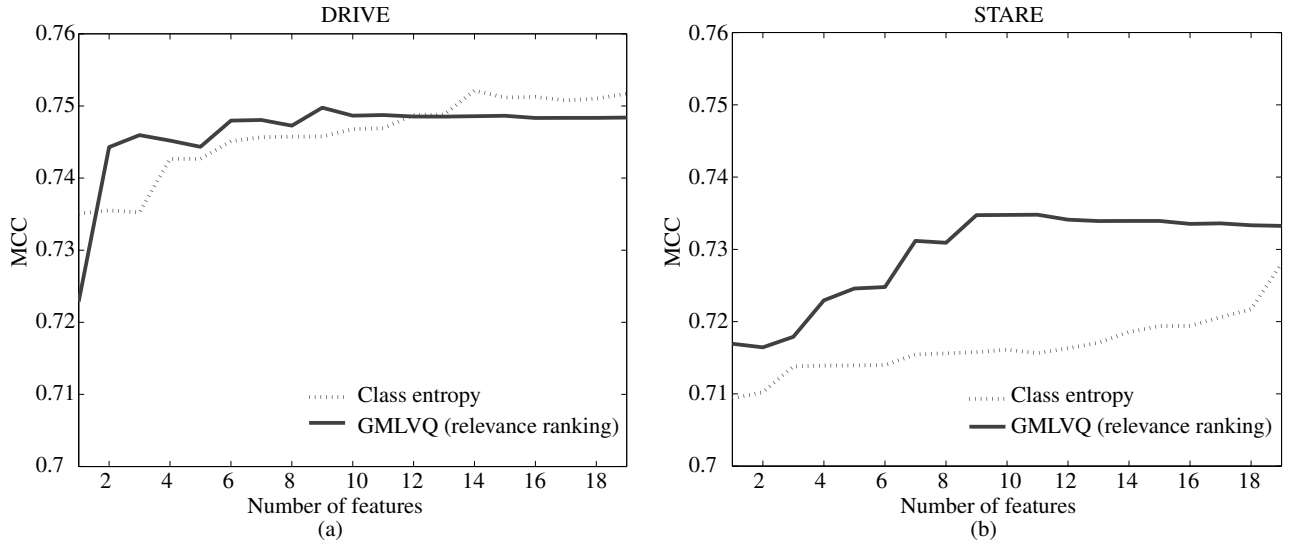 DRIVE
0.76
0.75
0.74
0.73
0.72
0.71
0.7
MCC
Class entropy
GMLVQ (relevance ranking)
2 4 6 8 10 12 14 16 18
Number of features
(a)
STARE
0.76
0.75
0.74
0.73
0.72
0.71
0.7
MCC
Class entropy
GMLVQ (relevance ranking)
2 4 6 8 10 12 14 16 18
Number of features
(b)